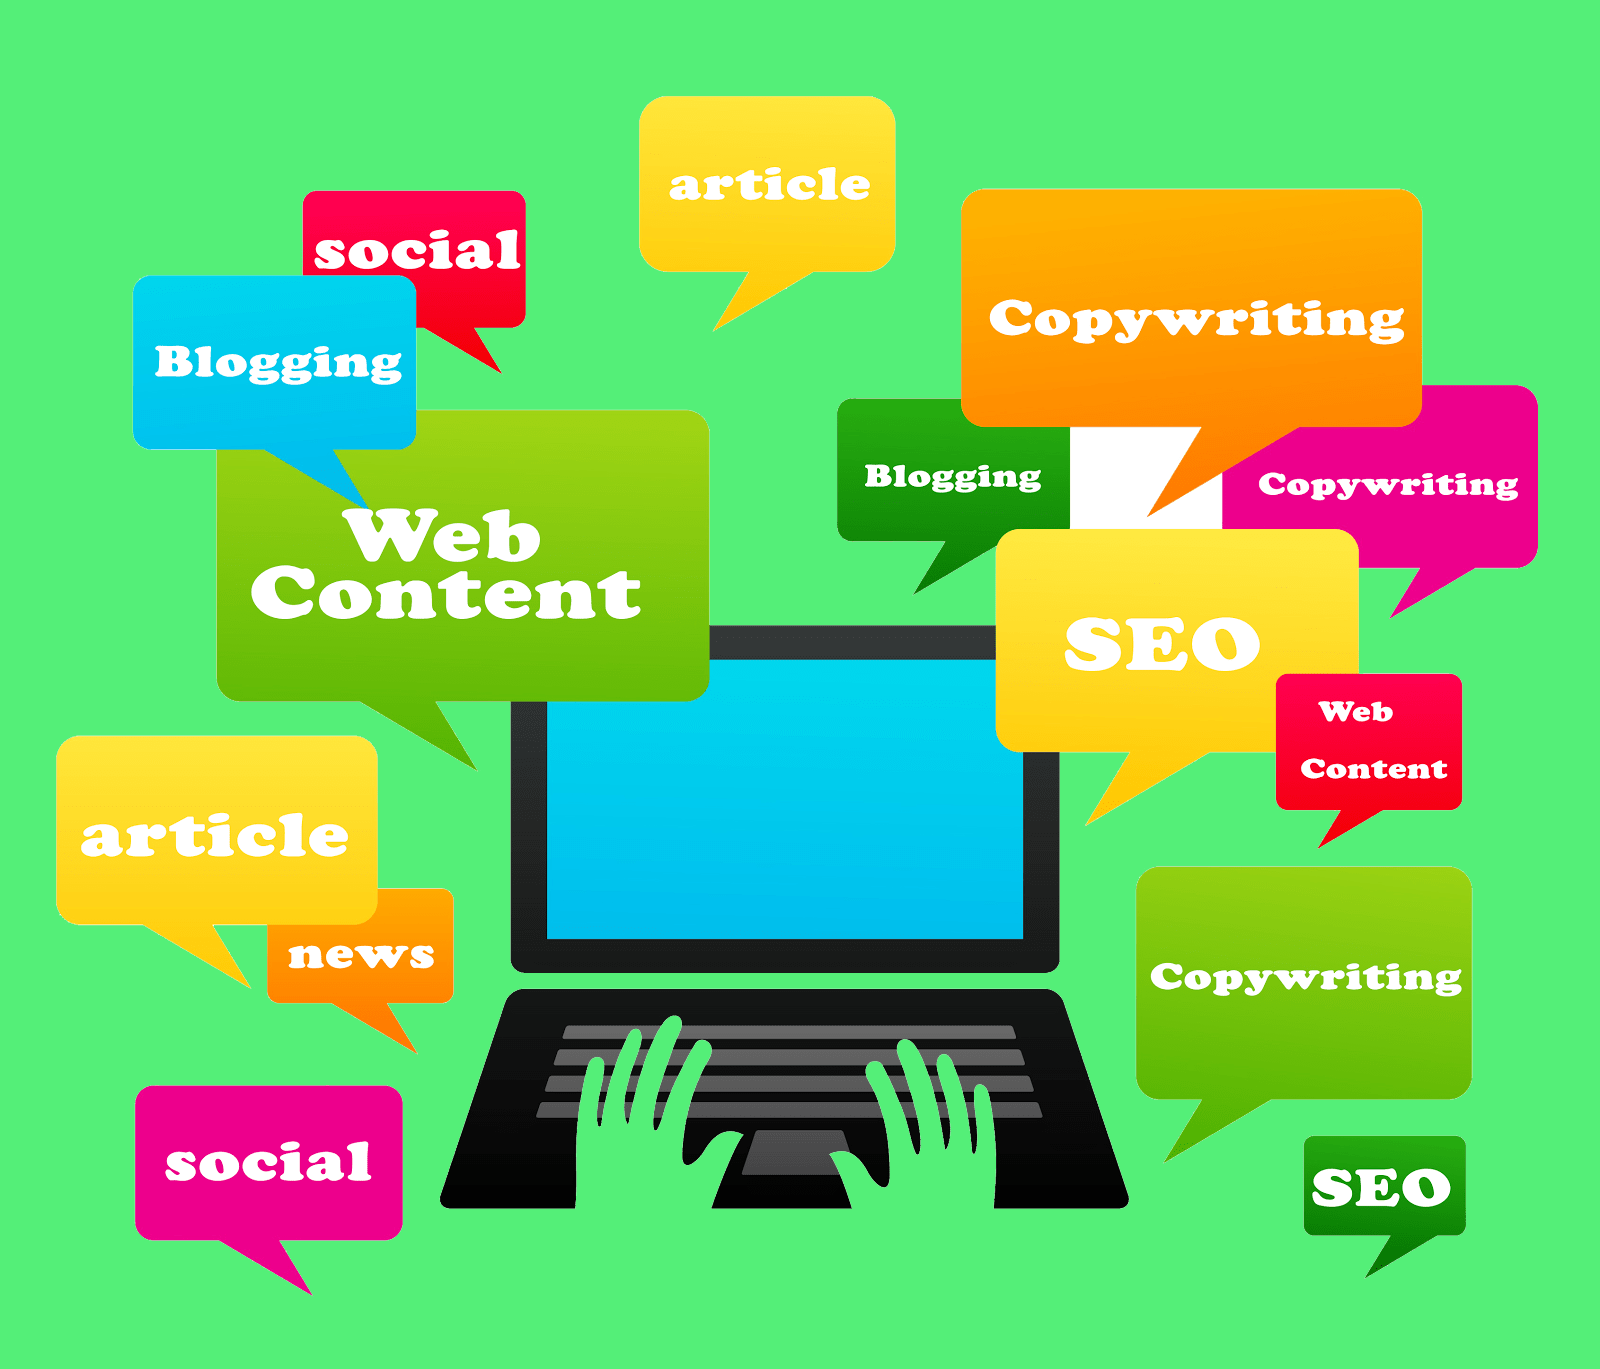 article
social
Copywriting
Blogging
Blogging
Copywriting
Web
Content
SEO
Web
Content
article
news
Copywriting
social
SEO